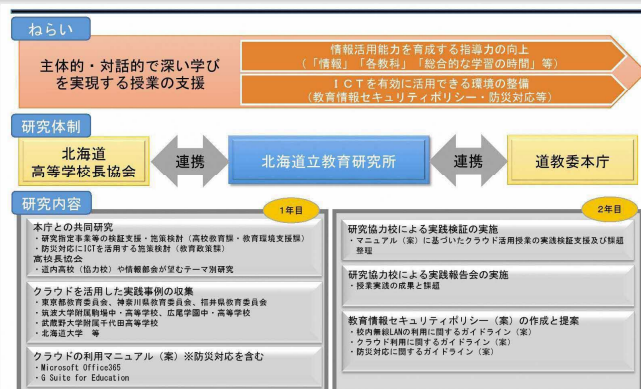 ねらい
主体的・対話的で深い学び
を実現する授業の支援
情報活用能力を育成する指導力の向上
（「情報」「各教科」「総合的な学習の時間」等）
ＩＣＴを有効に活用できる環境の整備
（教育情報セキュリティポリシー・防災対応等）
研究体制
北海道
高等学校長協会
連携
北海道立教育研究所
連携
道教委本庁
研究内容
1年目
本庁との共同研究
・研究指定事業等の検証支援・施策検討（高校教育課・教育環境支援課）
・防災対応にICTを活用する施策検討（教育政策課）
高校長協会
・道内高校（協力校）や情報部会が望むテーマ別研究
クラウドを活用した実践事例の収集
・東京都教育委員会、神奈川県教育委員会、福井県教育委員会
・筑波大学附属駒場中・高等学校、広尾学園中・高等学校
・武蔵野大学附属千代田高等学校
・北海道大学　等
クラウドの利用マニュアル（案）※防災対応を含む
・Microsoft Office365
・G Suite for Education
2年目
研究協力校による実践検証の実施
・マニュアル（案）に基づいたクラウド活用授業の実践検証支援及び課題
整理
研究協力校による実践報告会の実施
・授業実践の成果と課題
教育情報セキュリティポリシー（案）の作成と提案
・校内無線LANの利用に関するガイドライン（案）
・クラウド利用に関するガイドライン（案）
・防災対応に関するガイドライン（案）